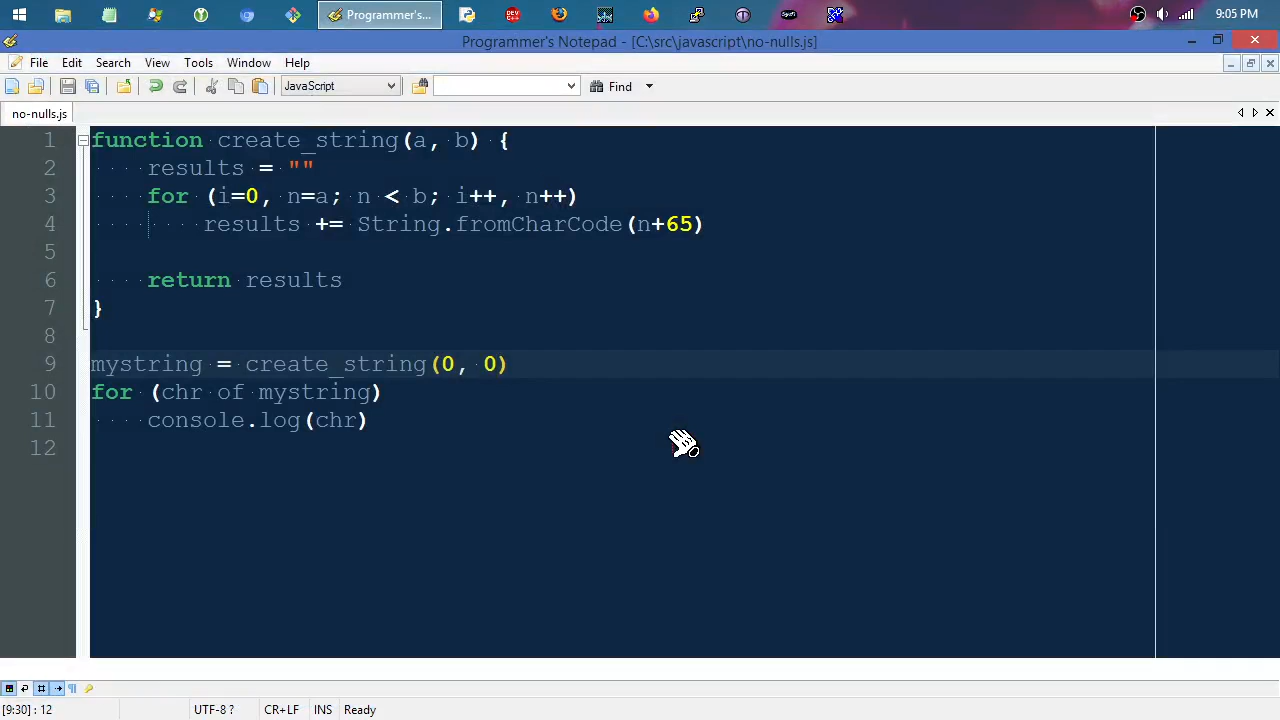 Programmer's...
9:05 PM
Programmer's Notepad - [C:\src\javascript\no-nulls.js]
File Edit Search View Tools Window Help
JavaScript Find
no-nulls.js
1 function create_string(a, b) {
2 results = ""
3 for (i=0, n=a; n < b; i++, n++)
4 results += String.fromCharCode(n+65)
5
6 return results
7 }
8
9 mystring = create_string(0, 0)
10 for (chr of mystring)
11 console.log(chr)
12
[9:30] : 12 UTF-8 ? CR+LF INS Ready